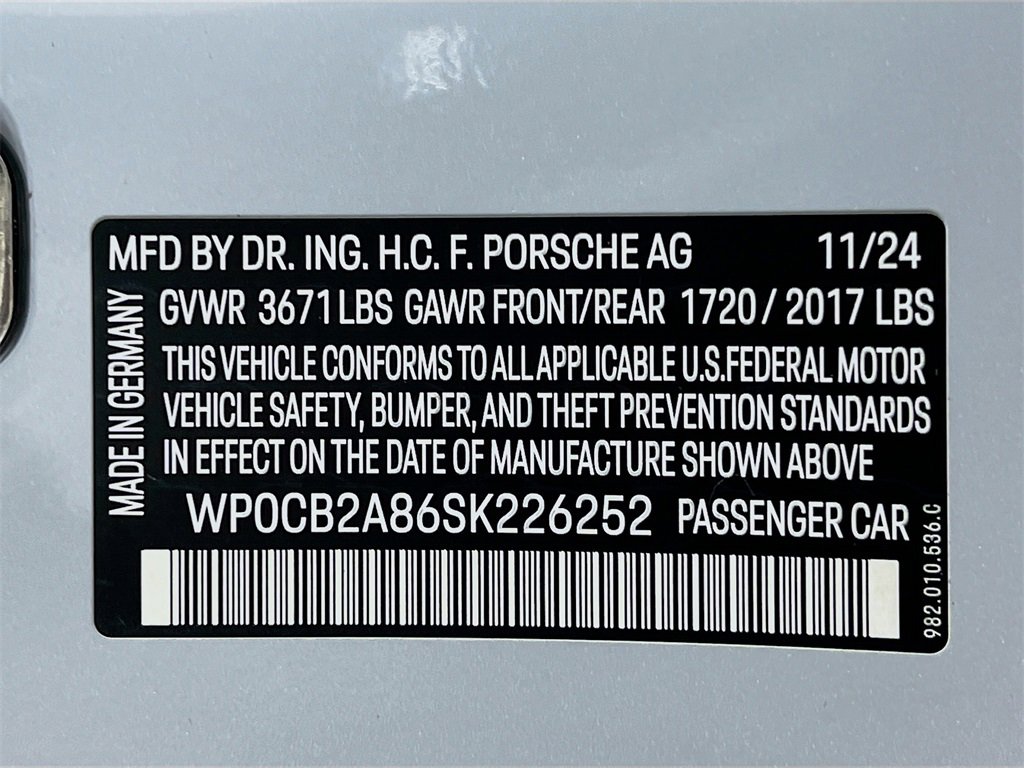 MFD BY DR. ING. H.C. F. PORSCHE AG 11/24
GVWR 3671 LBS GAWR FRONT/REAR 1720 / 2017 LBS
THIS VEHICLE CONFORMS TO ALL APPLICABLE U.S.FEDERAL MOTOR
VEHICLE SAFETY, BUMPER, AND THEFT PREVENTION STANDARDS
IN EFFECT ON THE DATE OF MANUFACTURE SHOWN ABOVE
WP0CB2A86SK226252 PASSENGER CAR
MADE IN GERMANY
982.010.536.C